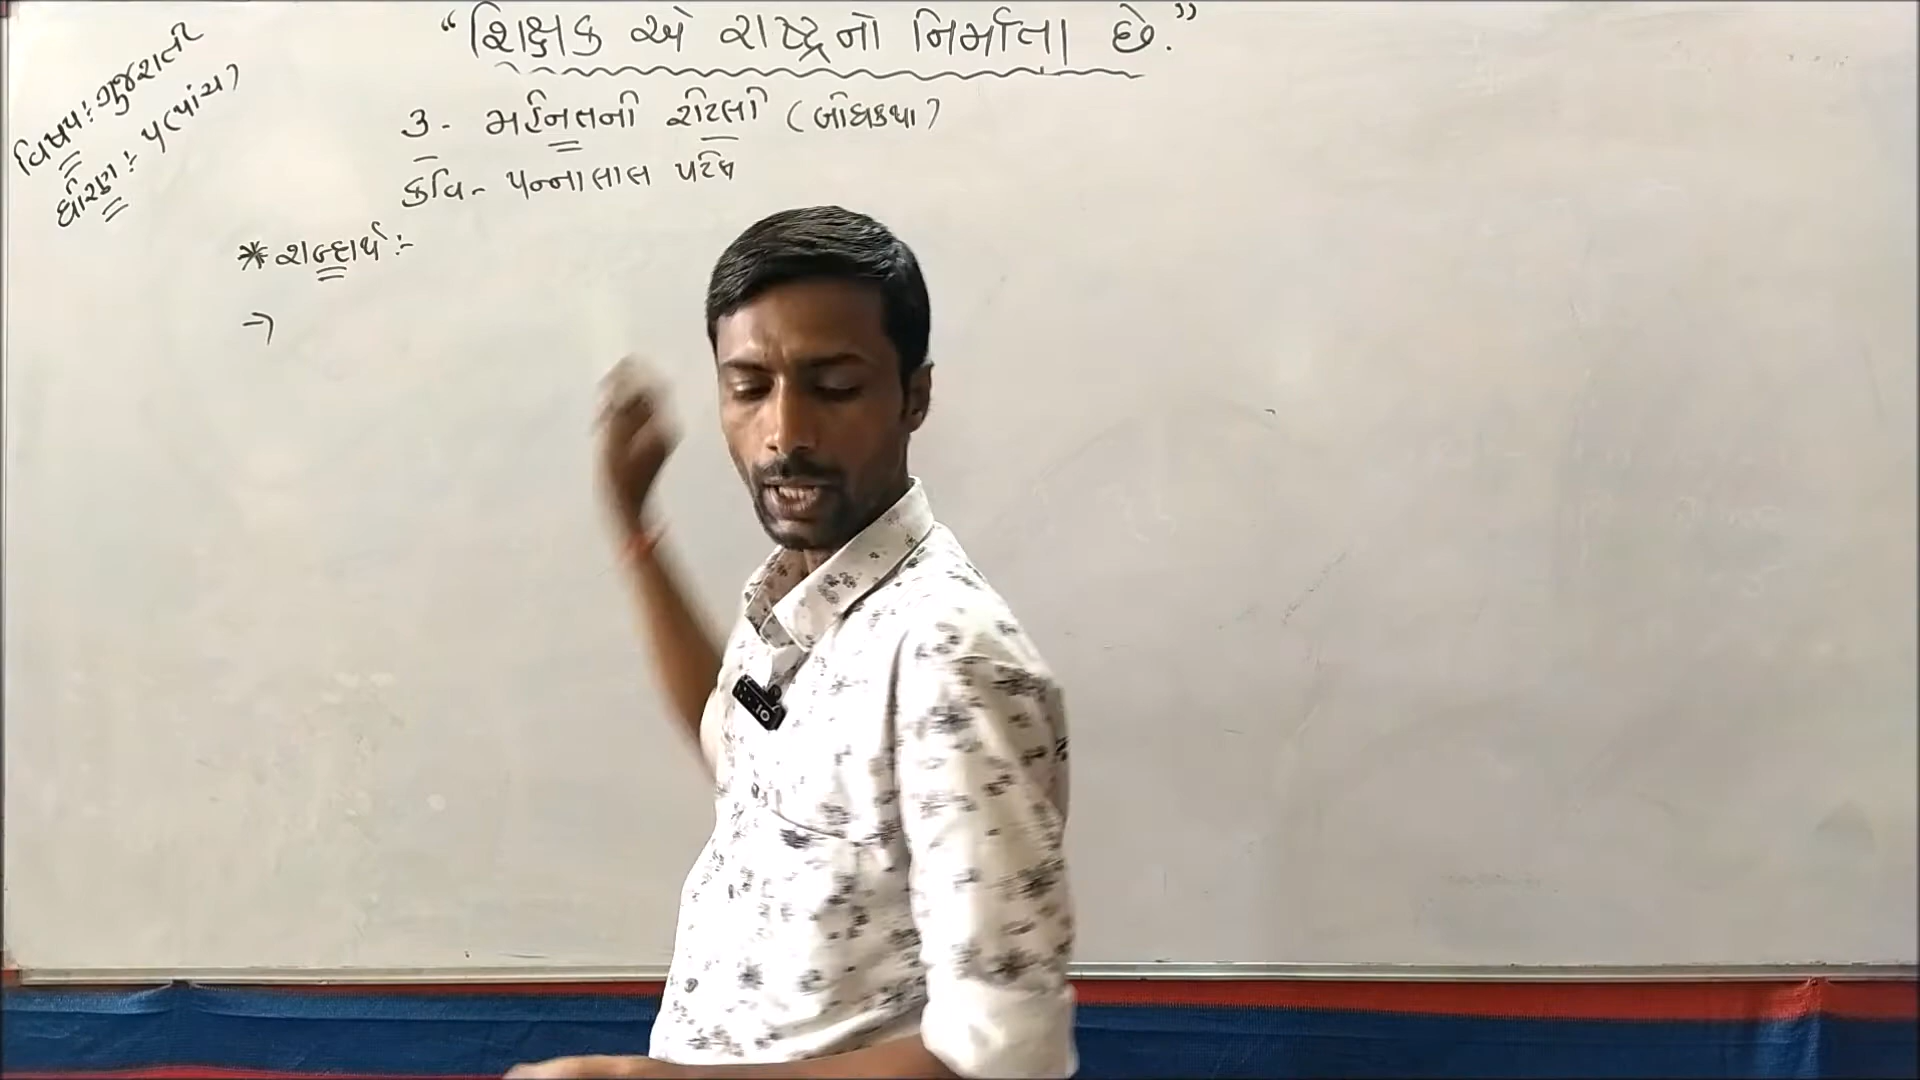 “શિક્ષક એ રાષ્ટ્રનો નિર્માતા છે.”
વિષય: ગુજરાતી
ધોરણ: ૫ (પાંચ)
૩. મહેનતની રોટલી (બોધકથા)
કવિ - પન્નાલાલ પટેલ
* શબ્દાર્થ :-
→